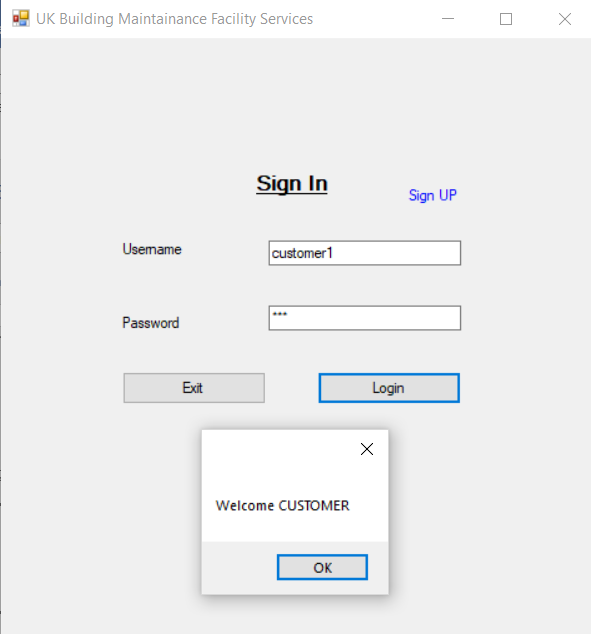 UK Building Maintainance Facility Services
Sign In
Sign UP
Username
customer1
Password
***
Exit
Login
Welcome CUSTOMER
OK